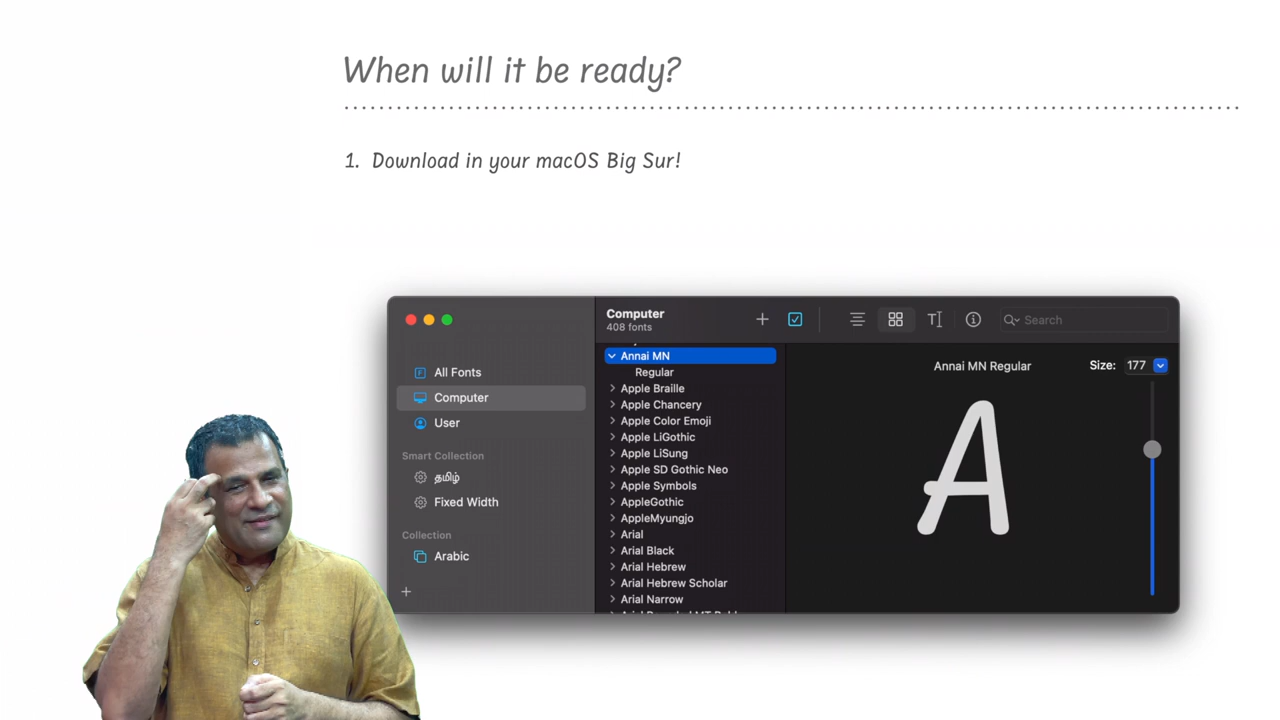 When will it be ready?
1. Download in your macOS Big Sur!
Computer
408 fonts
Search
All Fonts
Computer
User
Smart Collection
தமிழ்
Fixed Width
Collection
Arabic
Annai MN
Regular
Apple Braille
Apple Chancery
Apple Color Emoji
Apple LiGothic
Apple LiSung
Apple SD Gothic Neo
Apple Symbols
AppleGothic
AppleMyungjo
Arial
Arial Black
Arial Hebrew
Arial Hebrew Scholar
Arial Narrow
Annai MN Regular
Size: 177
A